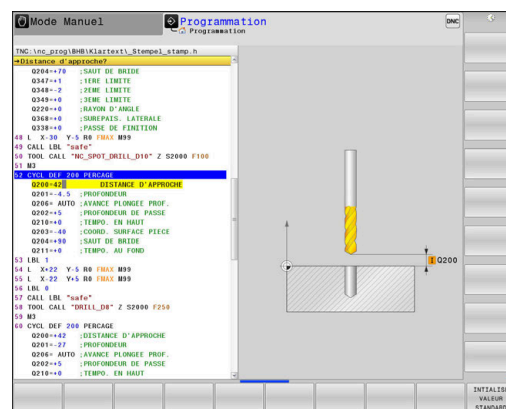 Mode Manuel
Programmation
Programmation
DNC
TNC:\nc_prog\BHB\Klartext\_Stempel_stamp.h
→Distance d'approche?
Q204=+70 ;SAUT DE BRIDE
Q347=+1 ;1ERE LIMITE
Q348=-2 ;2EME LIMITE
Q349=+0 ;3EME LIMITE
Q220=+0 ;RAYON D'ANGLE
Q368=+0 ;SUREPAIS. LATERALE
Q338=+0 ;PASSE DE FINITION
48 L X-30 Y-5 R0 FMAX M99
49 CALL LBL "safe"
50 TOOL CALL "NC_SPOT_DRILL_D10" Z S2000 F100
51 M3
52 CYCL DEF 200 PERCAGE
Q200=42 DISTANCE D'APPROCHE
Q201=-4.5 ;PROFONDEUR
Q206= AUTO ;AVANCE PLONGEE PROF.
Q202=+5 ;PROFONDEUR DE PASSE
Q210=+0 ;TEMPO. EN HAUT
Q203=-40 ;COORD. SURFACE PIECE
Q204=+90 ;SAUT DE BRIDE
Q211=+0 ;TEMPO. AU FOND
53 LBL 1
54 L X+22 Y-5 R0 FMAX M99
55 L X-22 Y+5 R0 FMAX M99
56 LBL 0
57 CALL LBL "safe"
58 TOOL CALL "DRILL_D8" Z S2000 F250
59 M3
60 CYCL DEF 200 PERCAGE
Q200=+42 ;DISTANCE D'APPROCHE
Q201=-27 ;PROFONDEUR
Q206= AUTO ;AVANCE PLONGEE PROF.
Q202=+5 ;PROFONDEUR DE PASSE
Q210=+0 ;TEMPO. EN HAUT
I Q200
INTIALISE
VALEUR
STANDARD